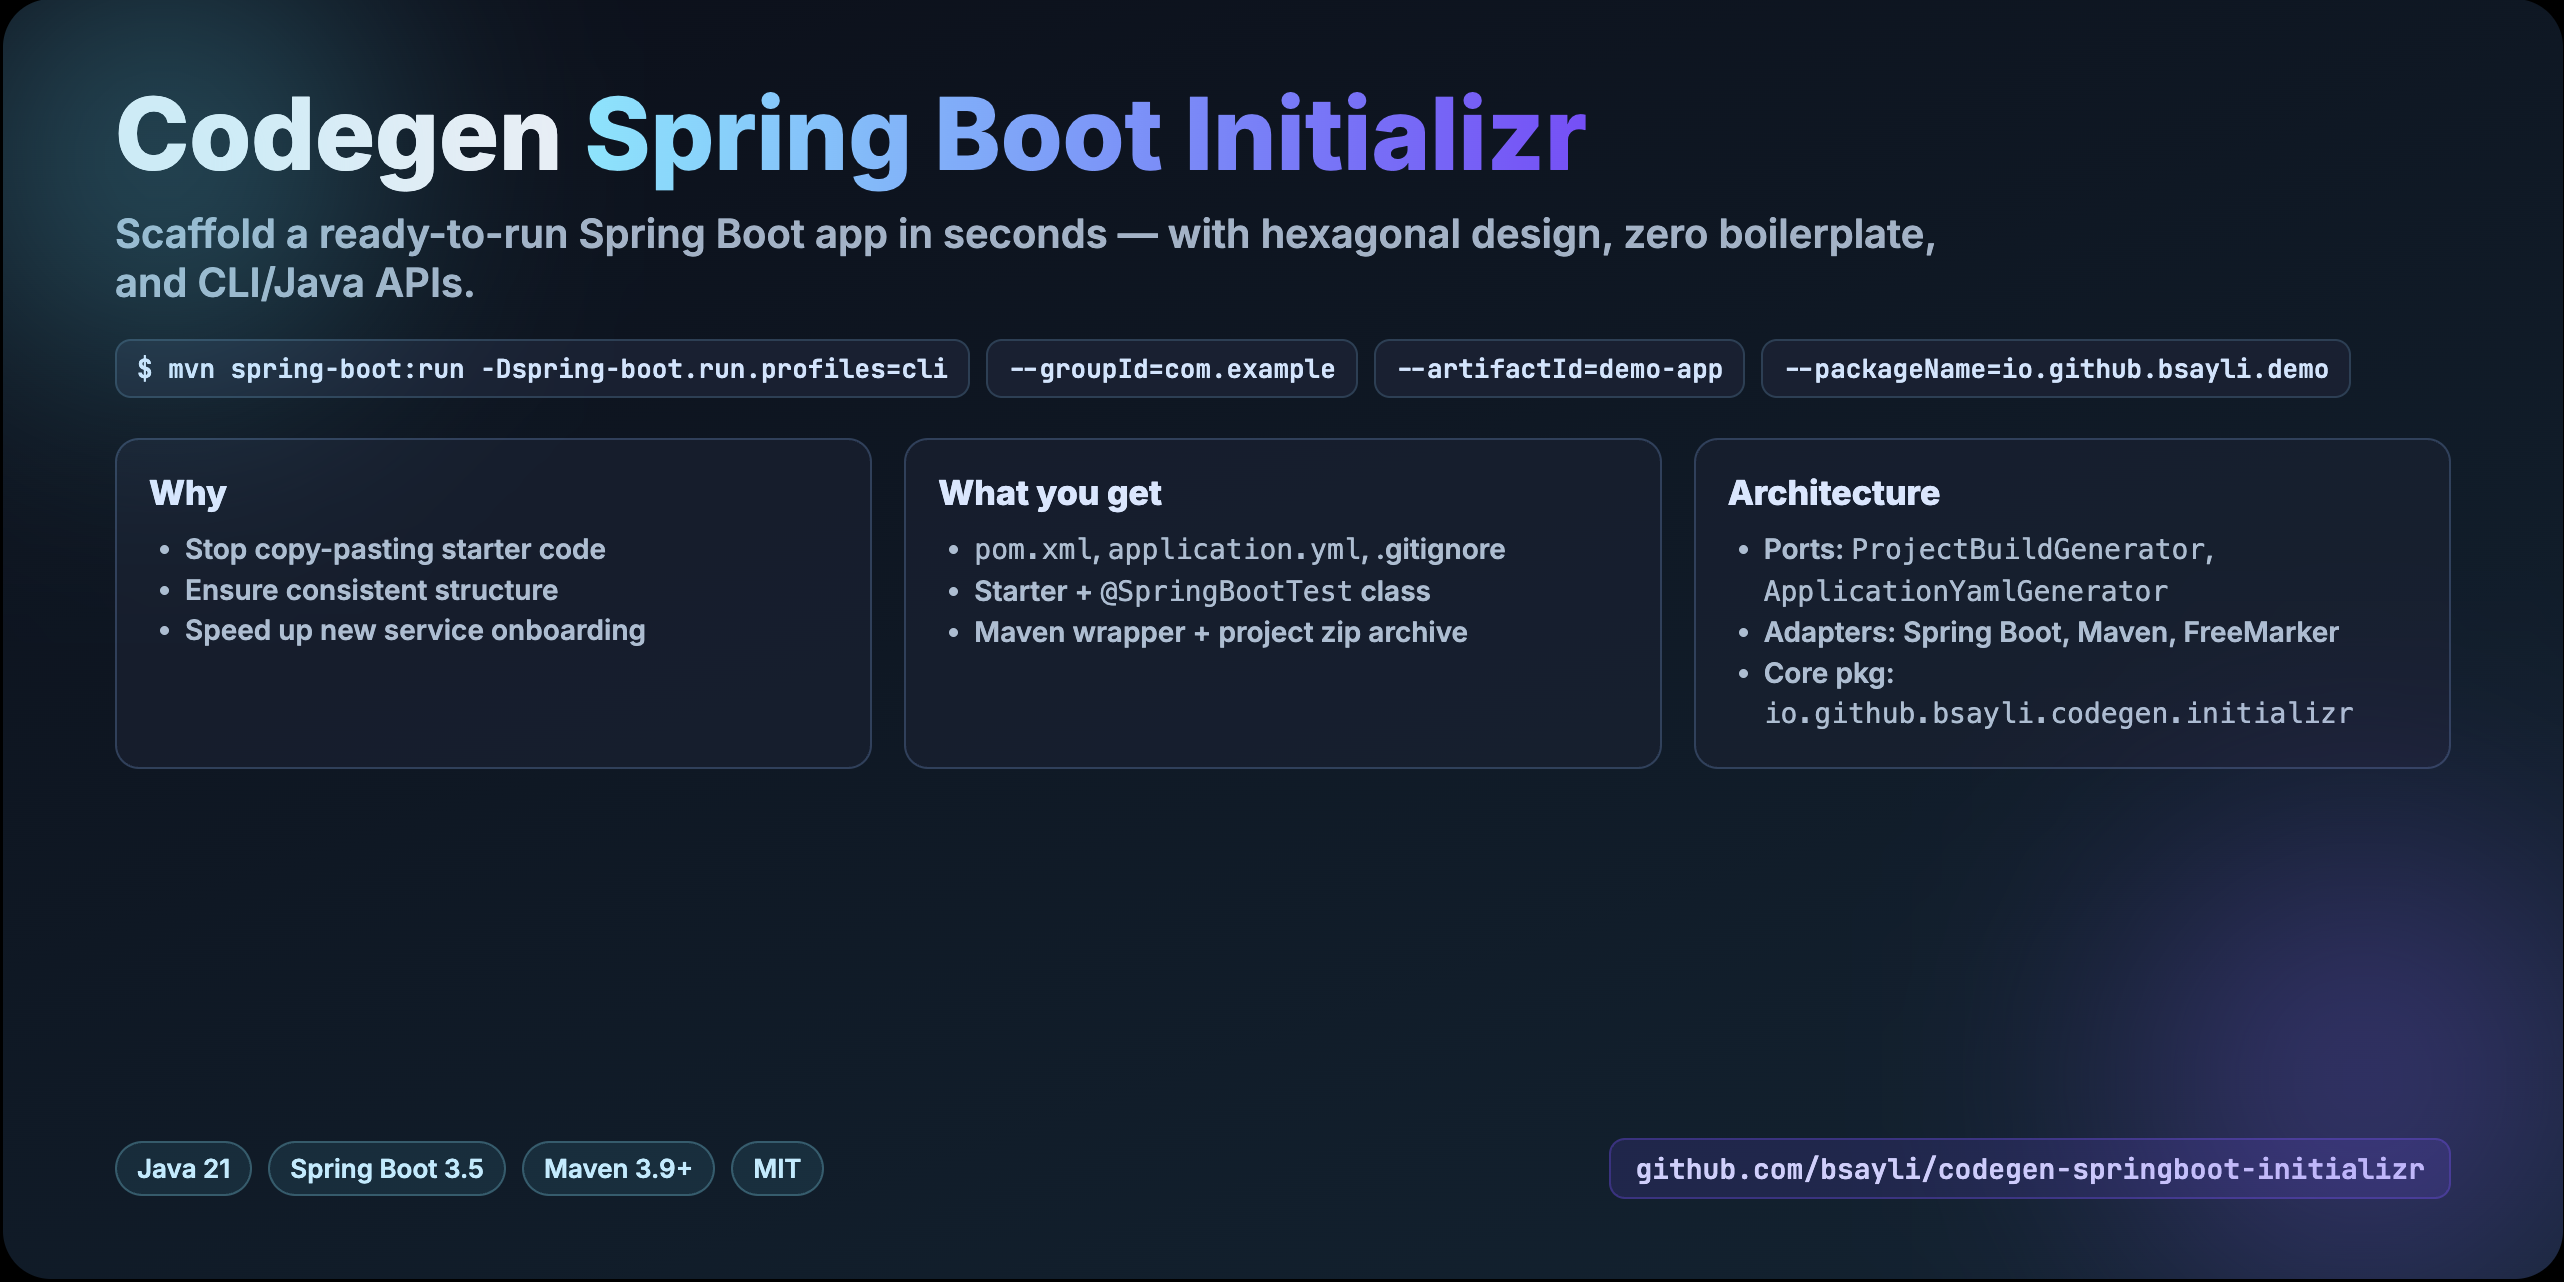 Codegen Spring Boot Initializr
Scaffold a ready-to-run Spring Boot app in seconds — with hexagonal design, zero boilerplate,
and CLI/Java APIs.
$ mvn spring-boot:run -Dspring-boot.run.profiles=cli
--groupId=com.example
--artifactId=demo-app
--packageName=io.github.bsayli.demo
Why
• Stop copy-pasting starter code
• Ensure consistent structure
• Speed up new service onboarding
What you get
• pom.xml, application.yml, .gitignore
• Starter + @SpringBootTest class
• Maven wrapper + project zip archive
Architecture
• Ports: ProjectBuildGenerator,
ApplicationYamlGenerator
• Adapters: Spring Boot, Maven, FreeMarker
• Core pkg:
io.github.bsayli.codegen.initializr
Java 21
Spring Boot 3.5
Maven 3.9+
MIT
github.com/bsayli/codegen-springboot-initializr